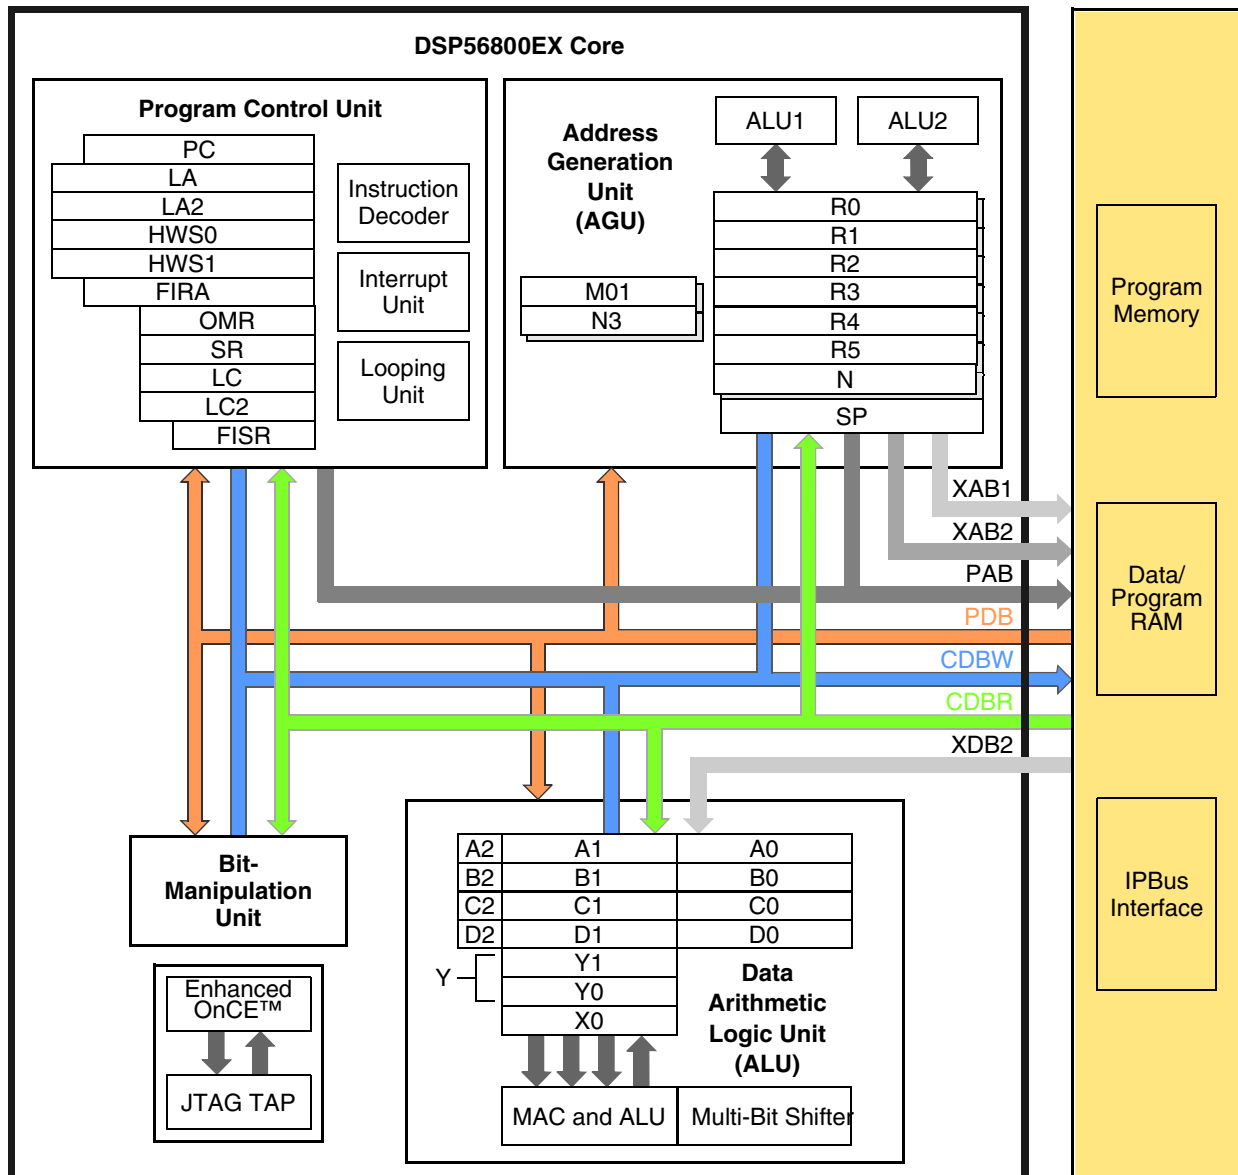 DSP56800EX Core
Program Control Unit
PC
LA
LA2
HWS0
HWS1
FIRA
OMR
SR
LC
LC2
FISR
Instruction
Decoder
Interrupt
Unit
Looping
Unit
Address
Generation
Unit
(AGU)
ALU1
ALU2
R0
R1
R2
R3
R4
R5
N
SP
M01
N3
XAB1
XAB2
PAB
PDB
CDBW
CDBR
XDB2
Program
Memory
Data/
Program
RAM
IPBus
Interface
Bit-
Manipulation
Unit
Enhanced
OnCE™
JTAG TAP
A2 A1 A0
B2 B1 B0
C2 C1 C0
D2 D1 D0
Y
Y1
Y0
X0
Data
Arithmetic
Logic Unit
(ALU)
MAC and ALU
Multi-Bit Shifter